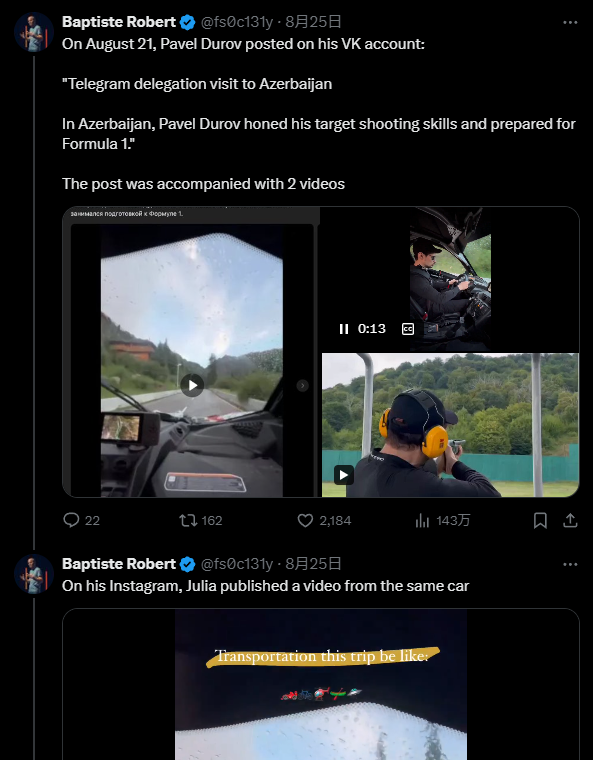 Baptiste Robert @fs0c131y · 8月25日
On August 21, Pavel Durov posted on his VK account:
"Telegram delegation visit to Azerbaijan
In Azerbaijan, Pavel Durov honed his target shooting skills and prepared for
Formula 1."
The post was accompanied with 2 videos
занимался подготовкой к Формуле 1.
0:13 CC
22 162 2,184 143万
Baptiste Robert @fs0c131y · 8月25日
On his Instagram, Julia published a video from the same car
Transportation this trip be like: